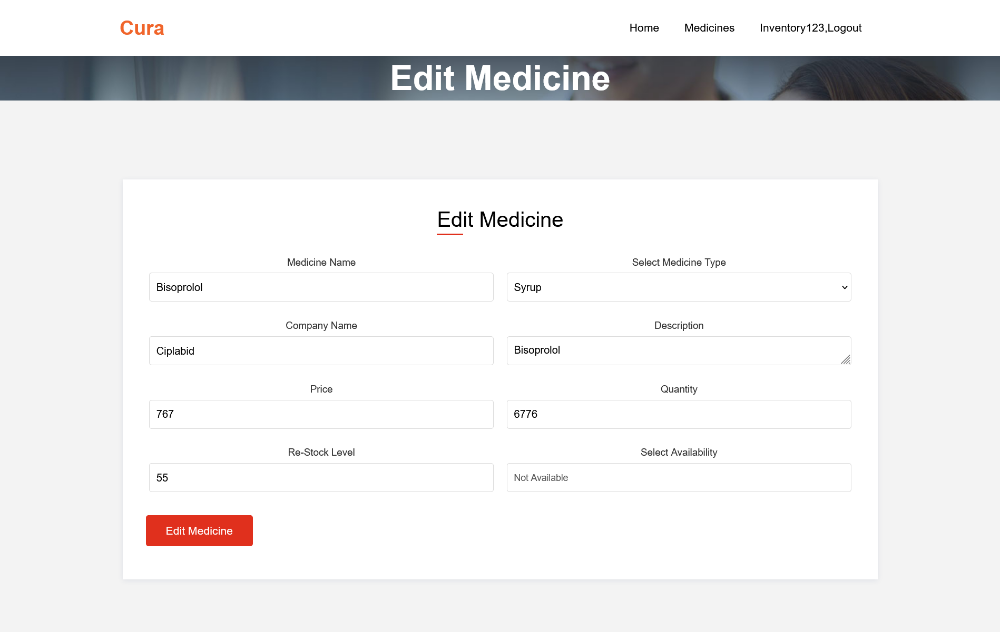 Cura
Home Medicines Inventory123,Logout
Edit Medicine
Edit Medicine
Medicine Name
Select Medicine Type
Bisoprolol
Syrup
Company Name
Description
Ciplabid
Bisoprolol
Price
Quantity
767
6776
Re-Stock Level
Select Availability
55
Not Available
Edit Medicine